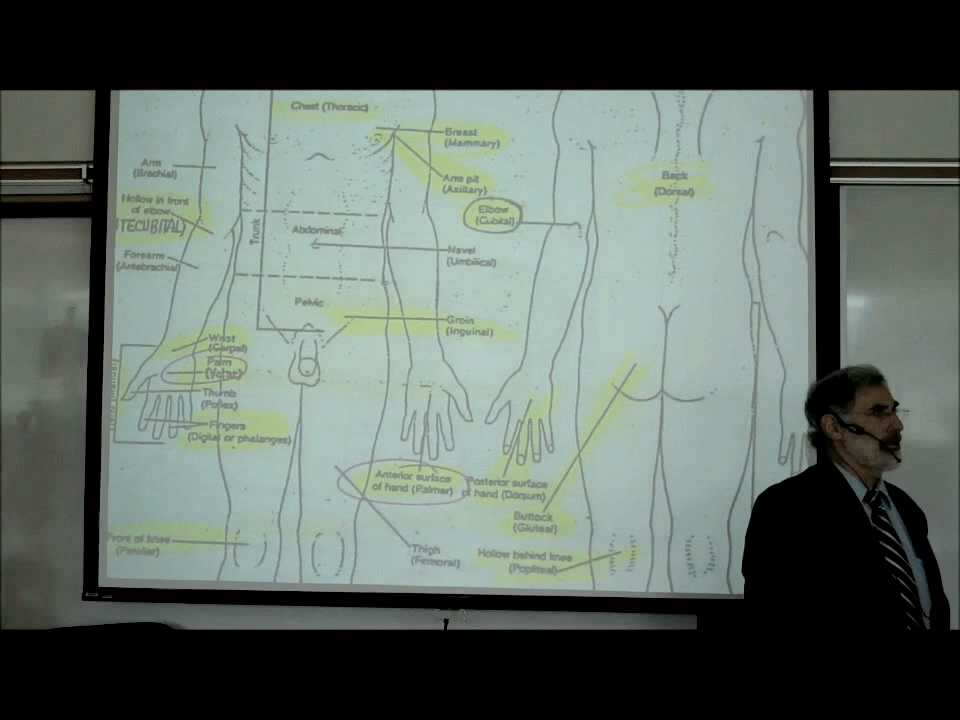 Chest (Thoracic)
Breast
(Mammary)
Arm
(Brachial)
Arm pit
(Axillary)
Back
(Dorsal)
Hollow in front
of elbow
TECUBITAL)
Elbow
(Cubital)
Trunk
Abdominal
Navel
(Umbilical)
Forearm
(Antebrachial)
Pelvic
Groin
(Inguinal)
Wrist
(Carpal)
Palm
(Volar)
Thumb
(Pollex)
Fingers
(Digital or phalanges)
Anterior surface
of hand (Palmar)
Posterior surface
of hand (Dorsum)
Buttock
(Gluteal)
Front of knee
(Patellar)
Thigh
(Femoral)
Hollow behind knee
(Popliteal)